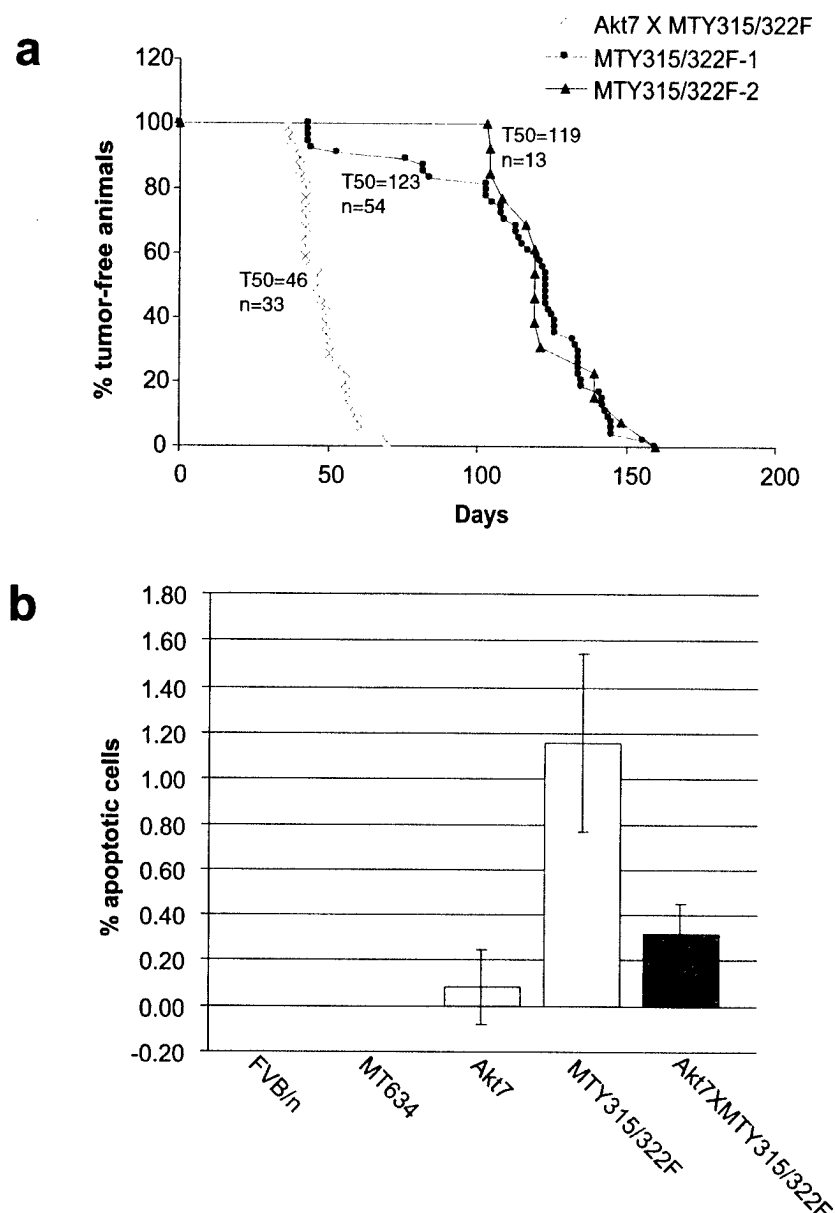 a
Akt7 X MTY315/322F
MTY315/322F-1
MTY315/322F-2
% tumor-free animals
120
100
80
60
40
20
0
T50=119
n=13
T50=123
n=54
T50=46
n=33
0 50 100 150 200
Days
b
% apoptotic cells
1.80
1.60
1.40
1.20
1.00
0.80
0.60
0.40
0.20
0.00
-0.20
FVB/n
MT634
Akt7
MTY315/322F
Akt7XMTY315/322F